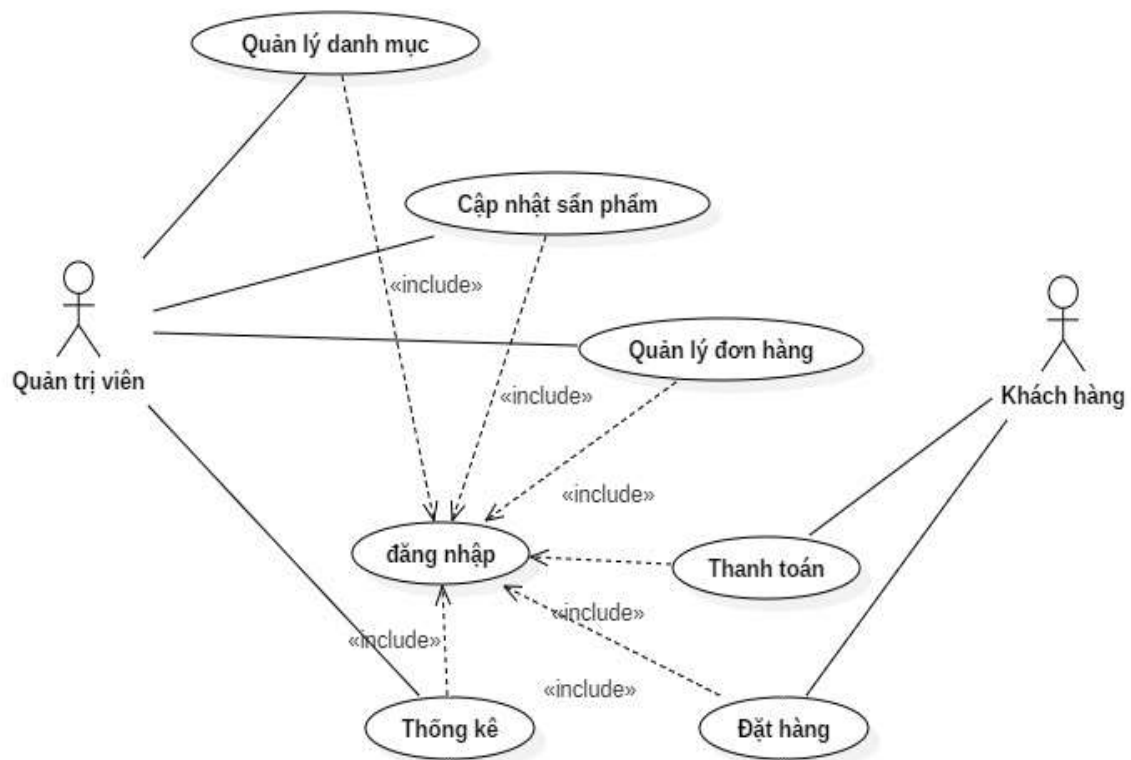 Quản lý danh mục
Cập nhật sẩn phẩm
«include»
Quản lý đơn hàng
Quản trị viên
«include»
Khách hàng
«include»
đăng nhập
Thanh toán
«include»
«include»
«include»
Thống kê
Đặt hàng